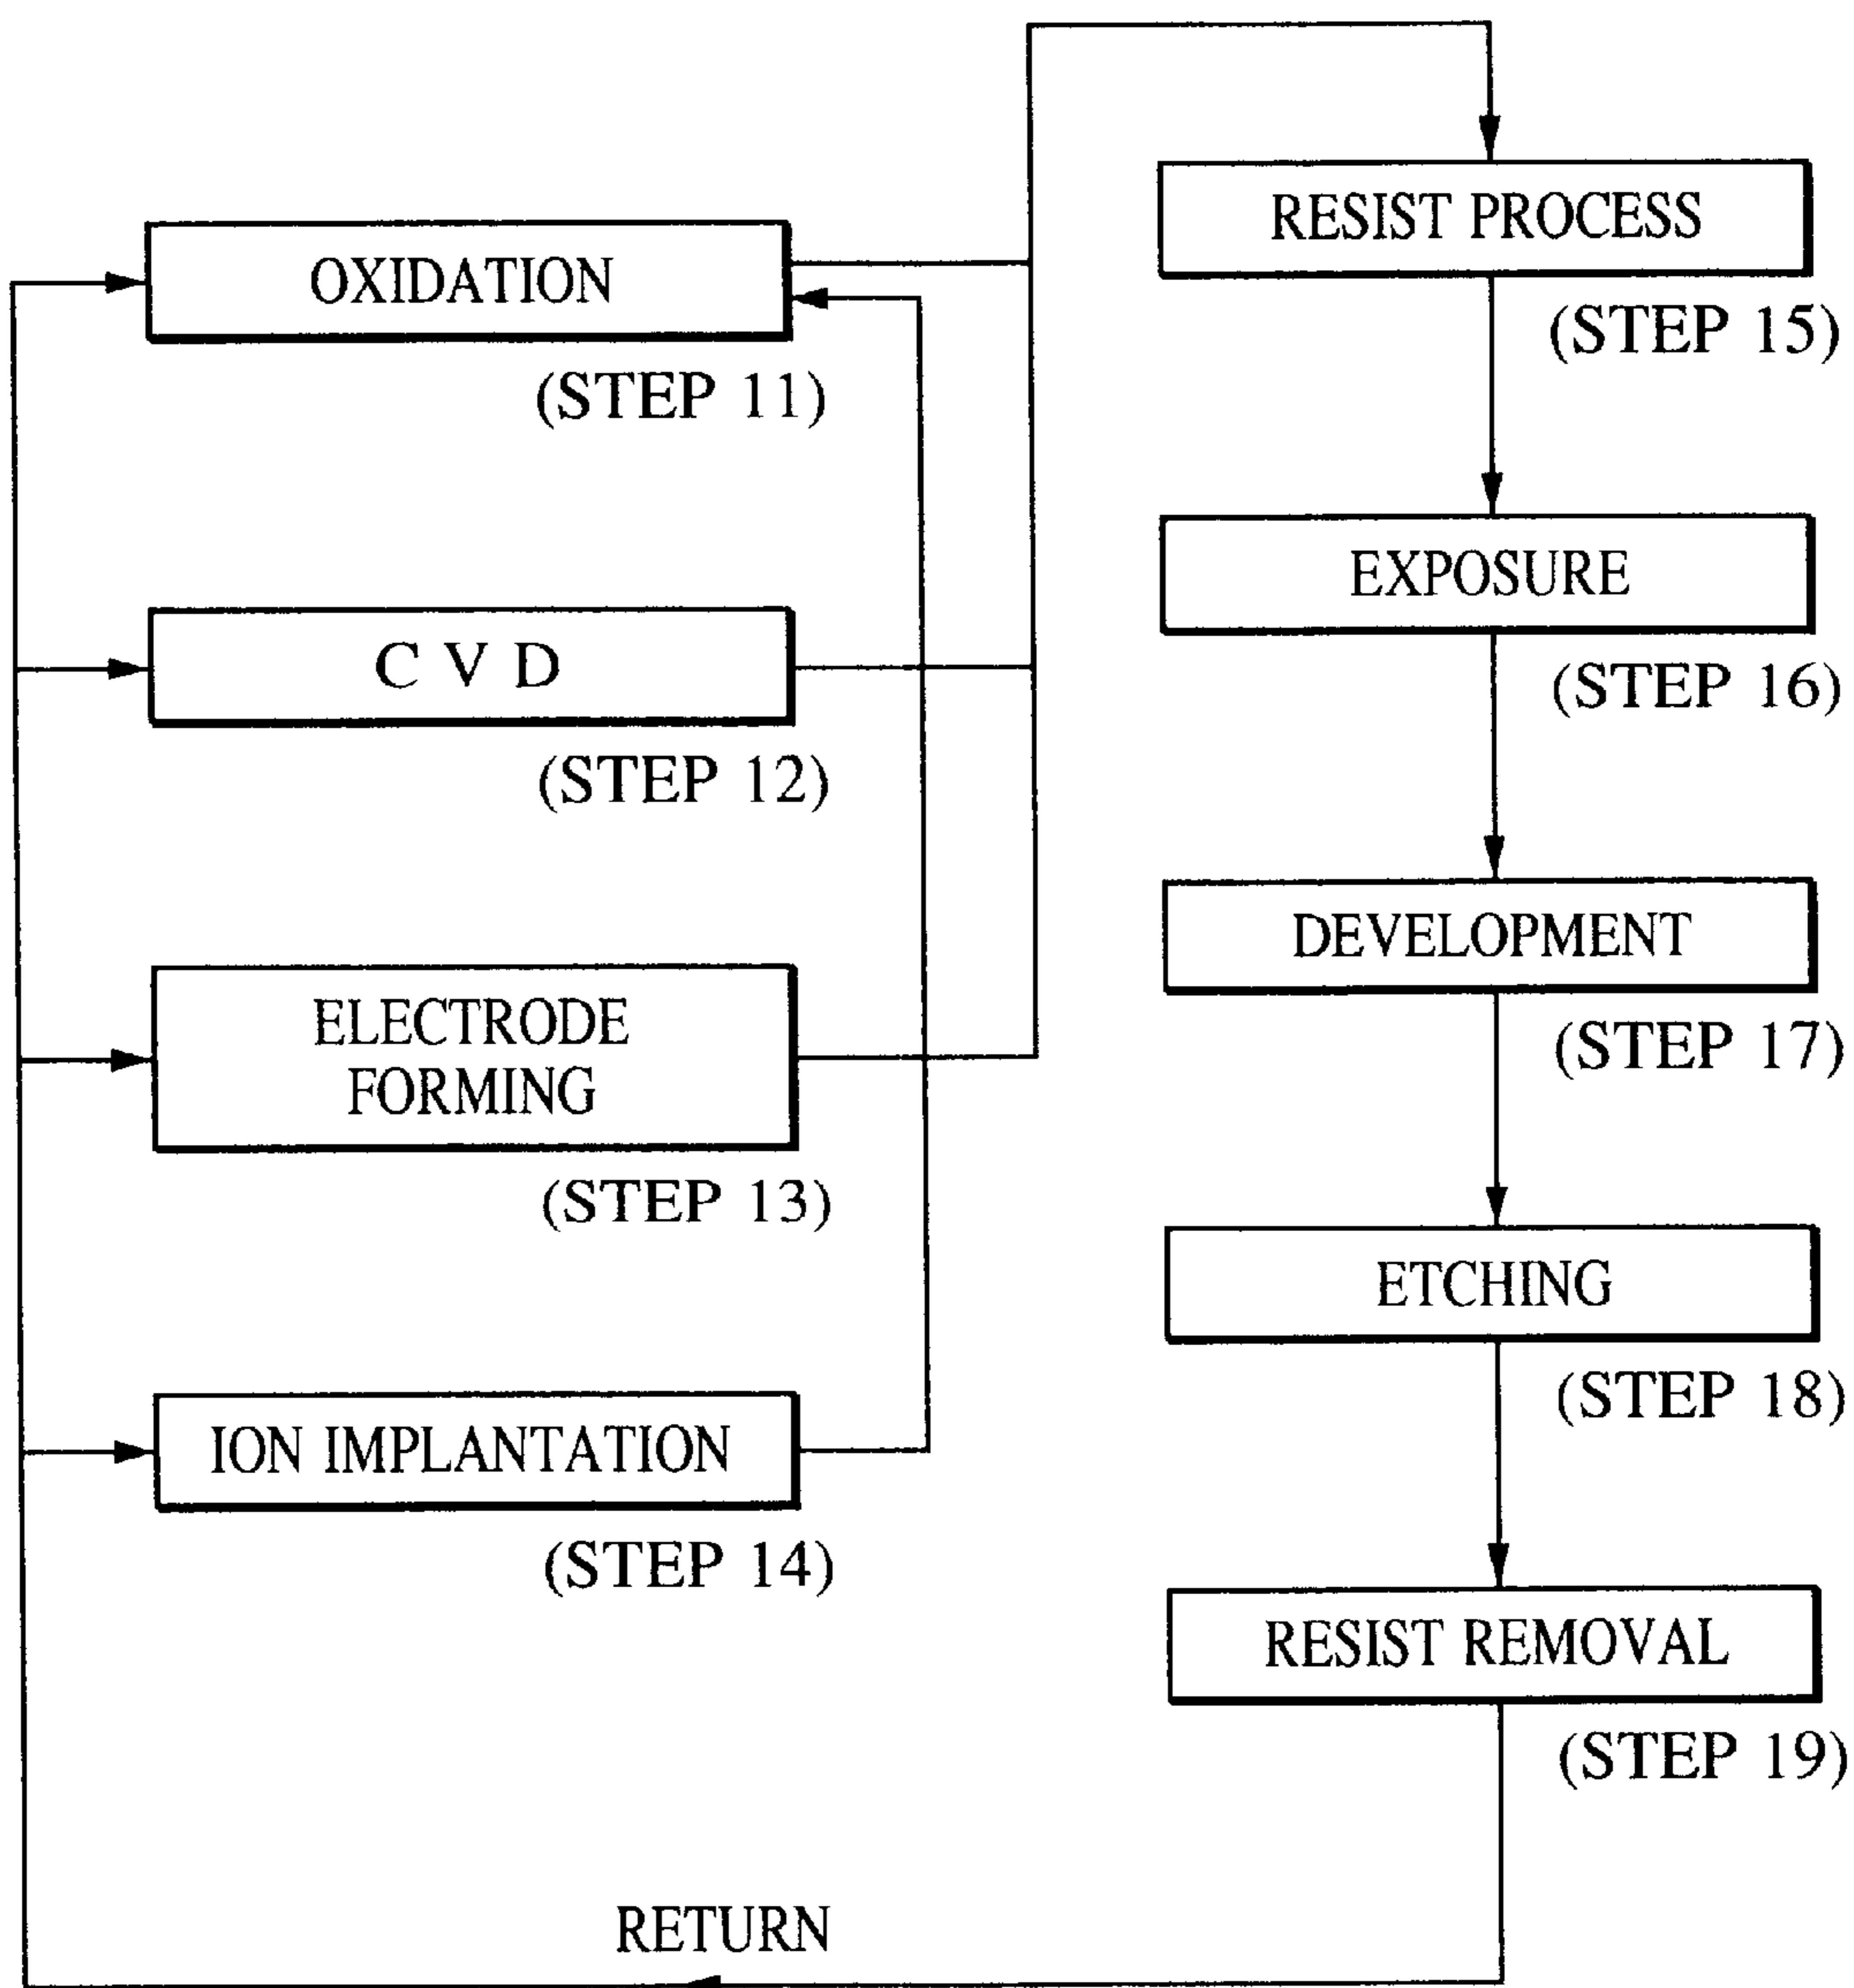 OXIDATION
(STEP 11)
C V D
(STEP 12)
ELECTRODE
FORMING
(STEP 13)
ION IMPLANTATION
(STEP 14)
RESIST PROCESS
(STEP 15)
EXPOSURE
(STEP 16)
DEVELOPMENT
(STEP 17)
ETCHING
(STEP 18)
RESIST REMOVAL
(STEP 19)
RETURN